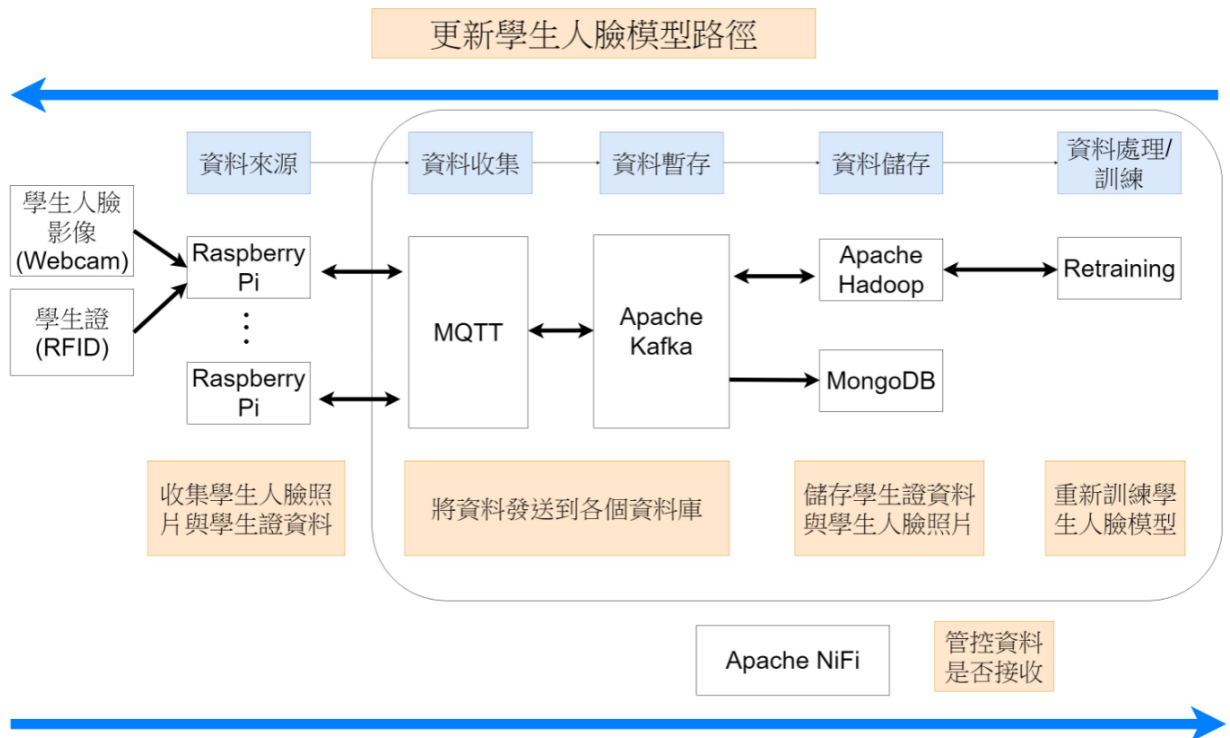 更新學生人臉模型路徑
資料來源
資料收集
資料暫存
資料儲存
資料處理/
訓練
學生人臉
影像
(Webcam)
學生證
(RFID)
Raspberry
Pi
Raspberry
Pi
MQTT
Apache
Kafka
Apache
Hadoop
MongoDB
Retraining
收集學生人臉照
片與學生證資料
將資料發送到各個資料庫
儲存學生證資料
與學生人臉照片
重新訓練學
生人臉模型
Apache NiFi
管控資料
是否接收